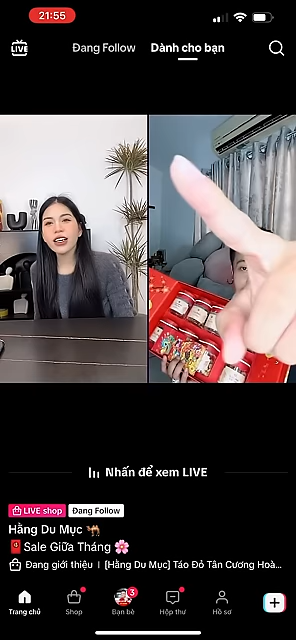 21:55
LIVE
Đang Follow
Dành cho bạn
Nhấn để xem LIVE
LIVE shop
Đang Follow
Hằng Du Mục 🐫
🧧Sale Giữa Tháng 🌸
Đang giới thiệu | [Hằng Du Mục] Táo Đỏ Tân Cương Hoà...
3
Trang chủ
Shop
Bạn bè
Hộp thư
Hồ sơ